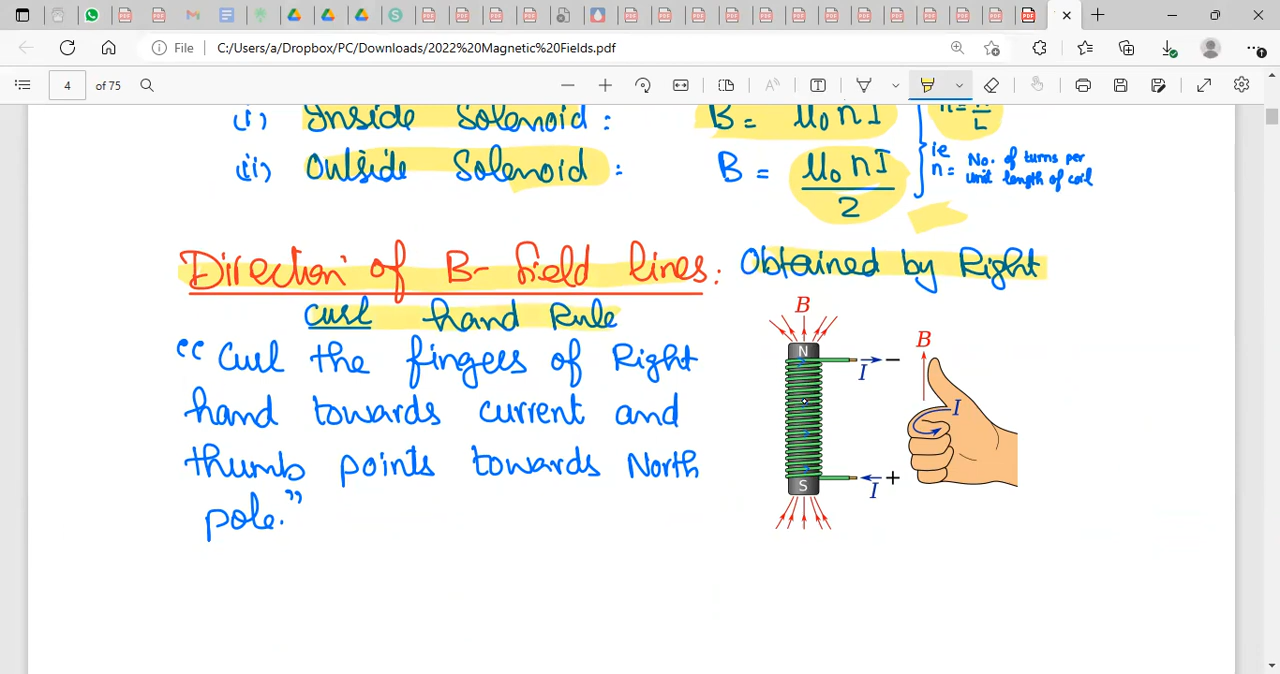 File C:/Users/a/Dropbox/PC/Downloads/2022%20Magnetic%20Fields.pdf
4 of 75
(i) Inside Solenoid : B = μ0 n I
(ii) Outside Solenoid : B = μ0 n I / 2
ie n = No. of turns per unit length of coil
Direction of B- field lines : Obtained by Right
Curl hand Rule
“ Curl the fingers of Right
hand towards current and
thumb points towards North
pole.”
B
N
I −
S
I +
B
I